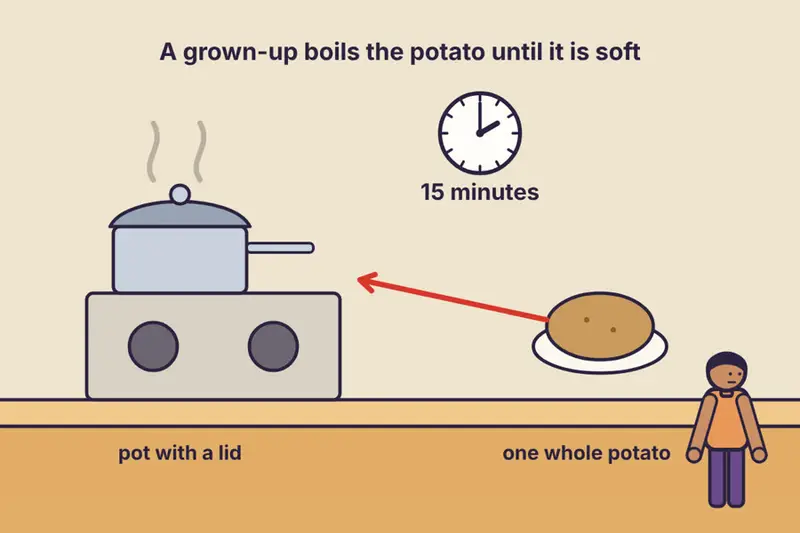 A grown-up boils the potato until it is soft
15 minutes
pot with a lid
one whole potato